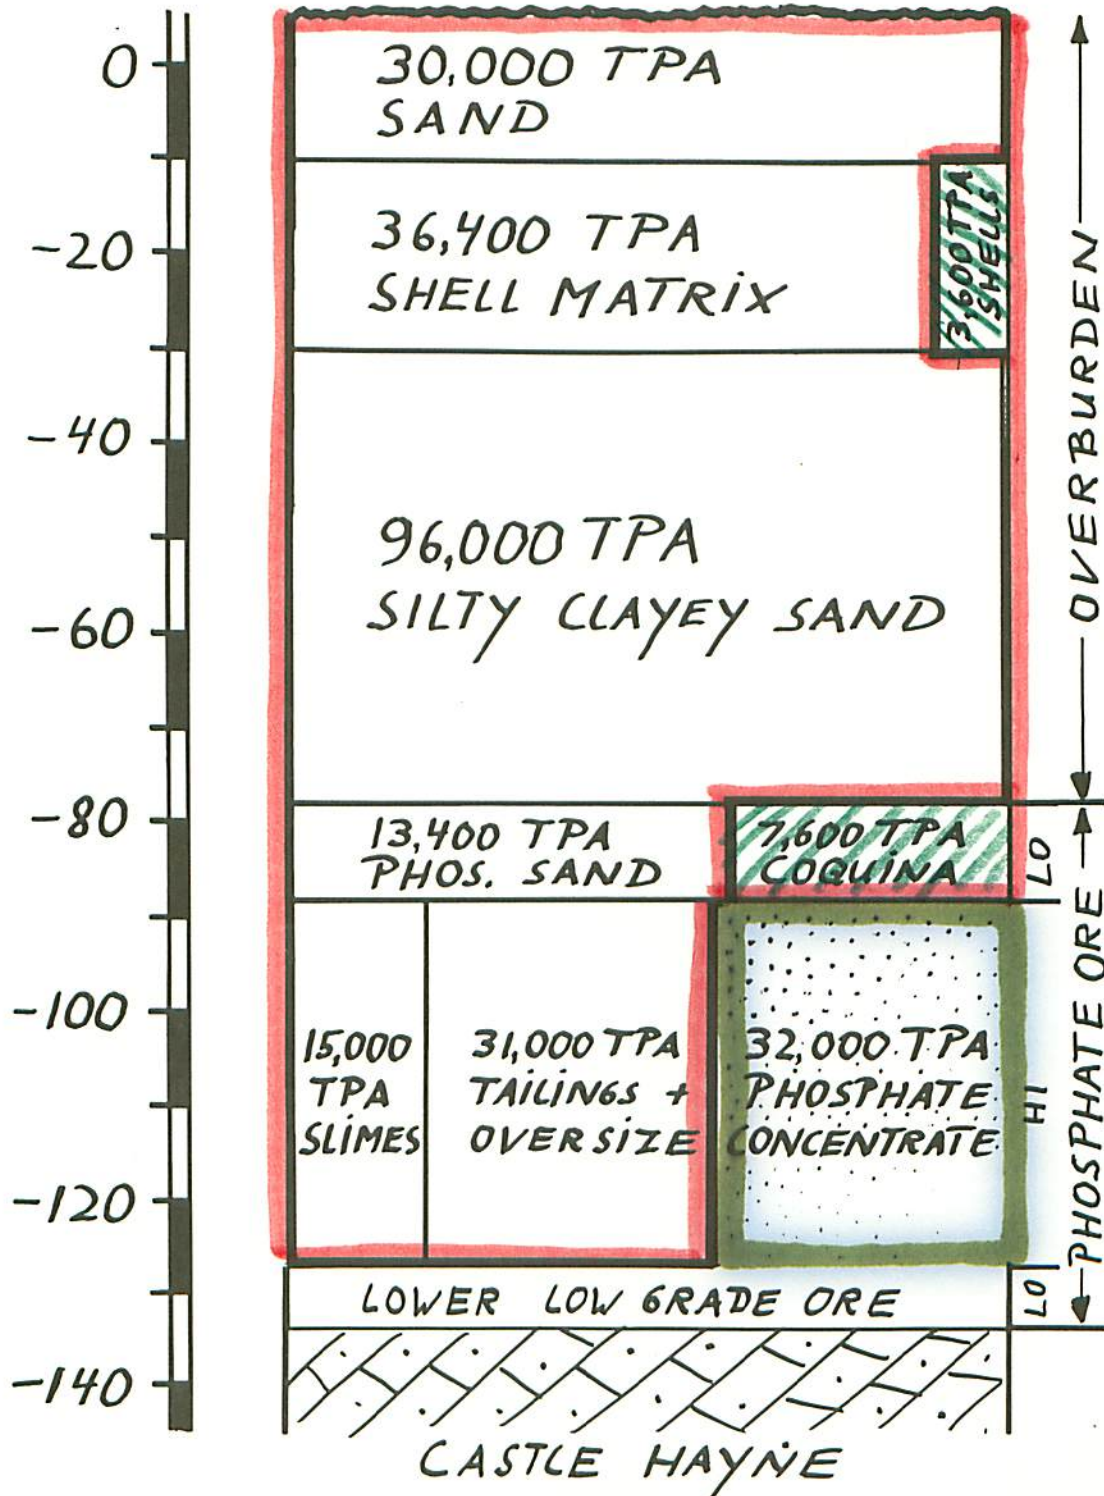 0
-20
-40
-60
-80
-100
-120
-140
30,000 TPA
SAND
36,400 TPA
SHELL MATRIX
3,600 TPA
SHELLS
96,000 TPA
SILTY CLAYEY SAND
13,400 TPA
PHOS. SAND
7,600 TPA
COQUINA
15,000
TPA
SLIMES
31,000 TPA
TAILINGS +
OVERSIZE
32,000 TPA
PHOSPHATE
CONCENTRATE
LOWER LOW GRADE ORE
CASTLE HAYNE
OVERBURDEN
LO
HI
LO
PHOSPHATE ORE